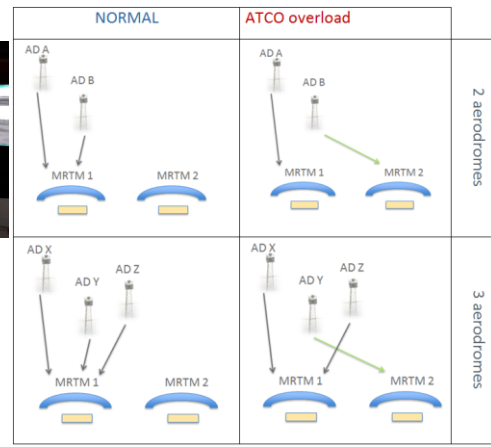 NORMAL
ATCO overload
AD A
AD B
MRTM 1
MRTM 2
AD A
AD B
MRTM 1
MRTM 2
2 aerodromes
AD X
AD Y
AD Z
MRTM 1
MRTM 2
AD X
AD Y
AD Z
MRTM 1
MRTM 2
3 aerodromes